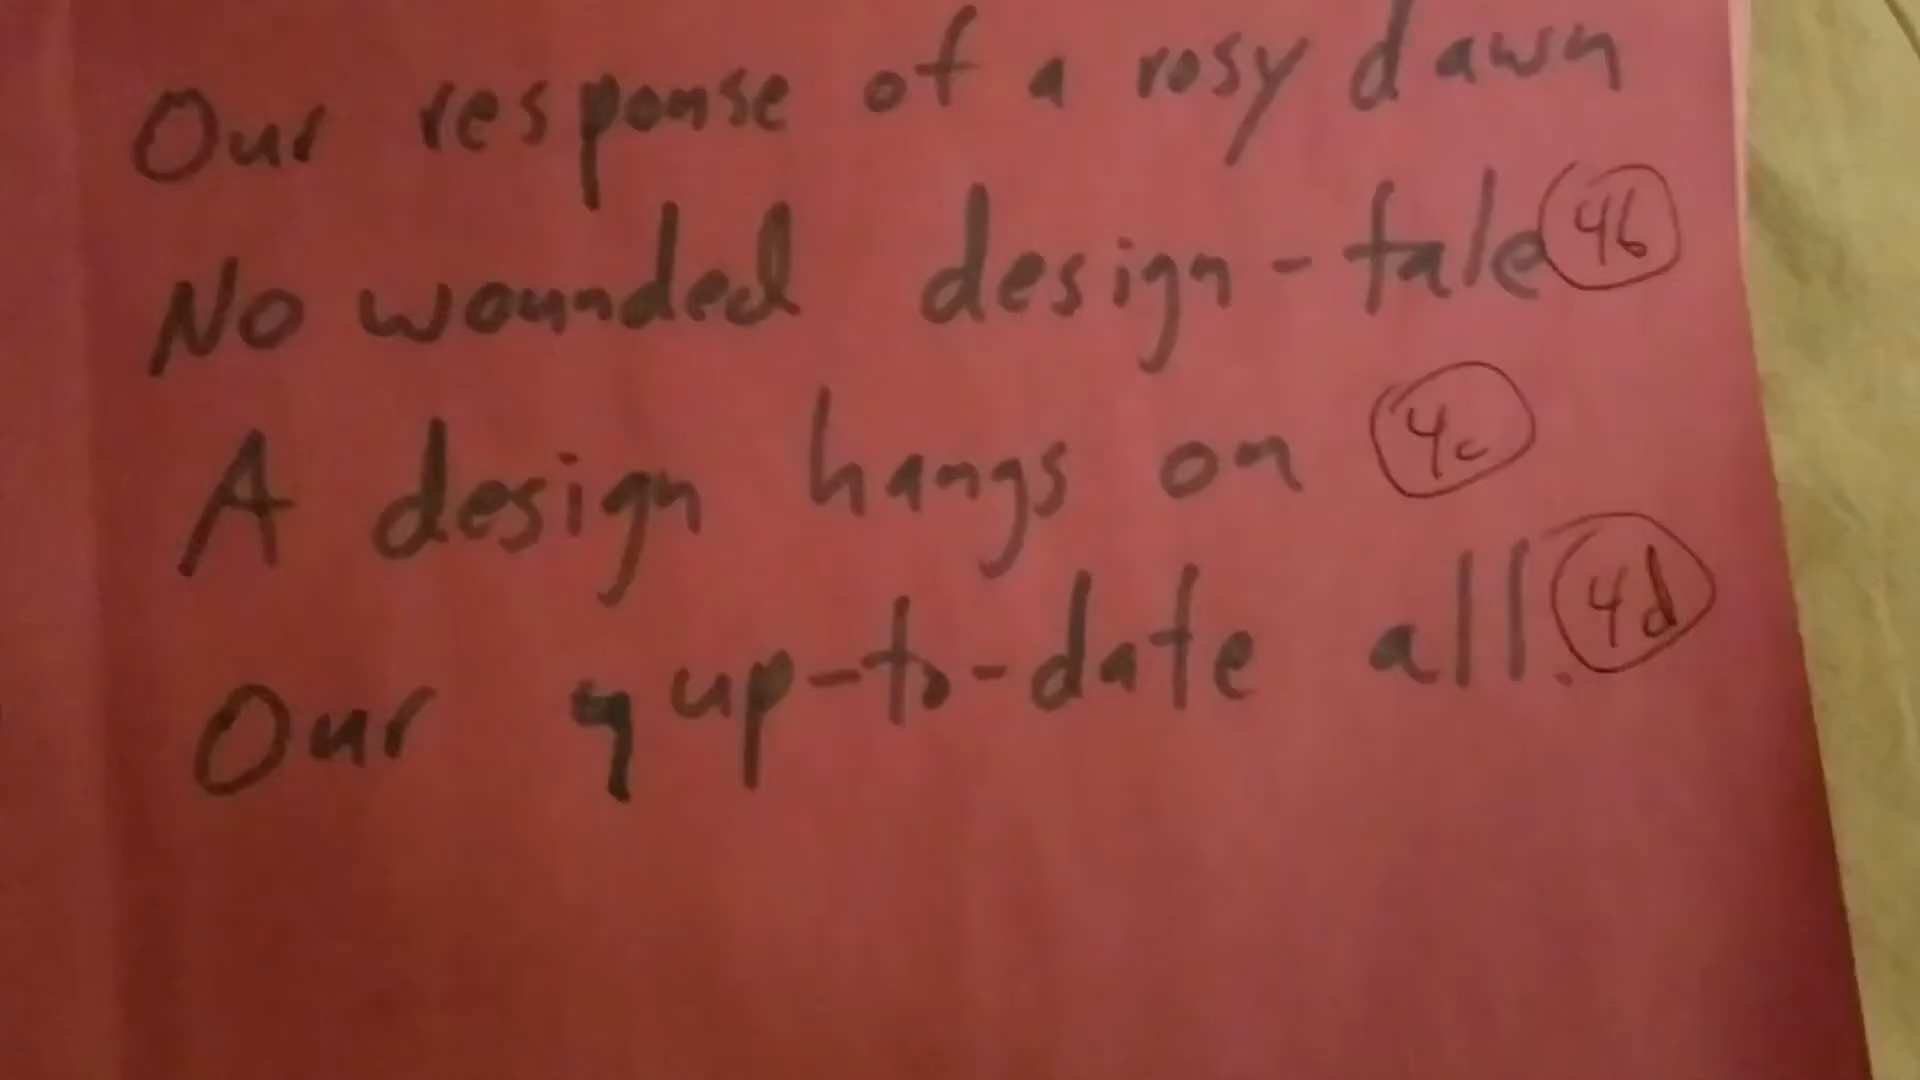 Our response of a rosy dawn
No wounded design-tale 4b
A design hangs on 4c
Our up-to-date all. 4d